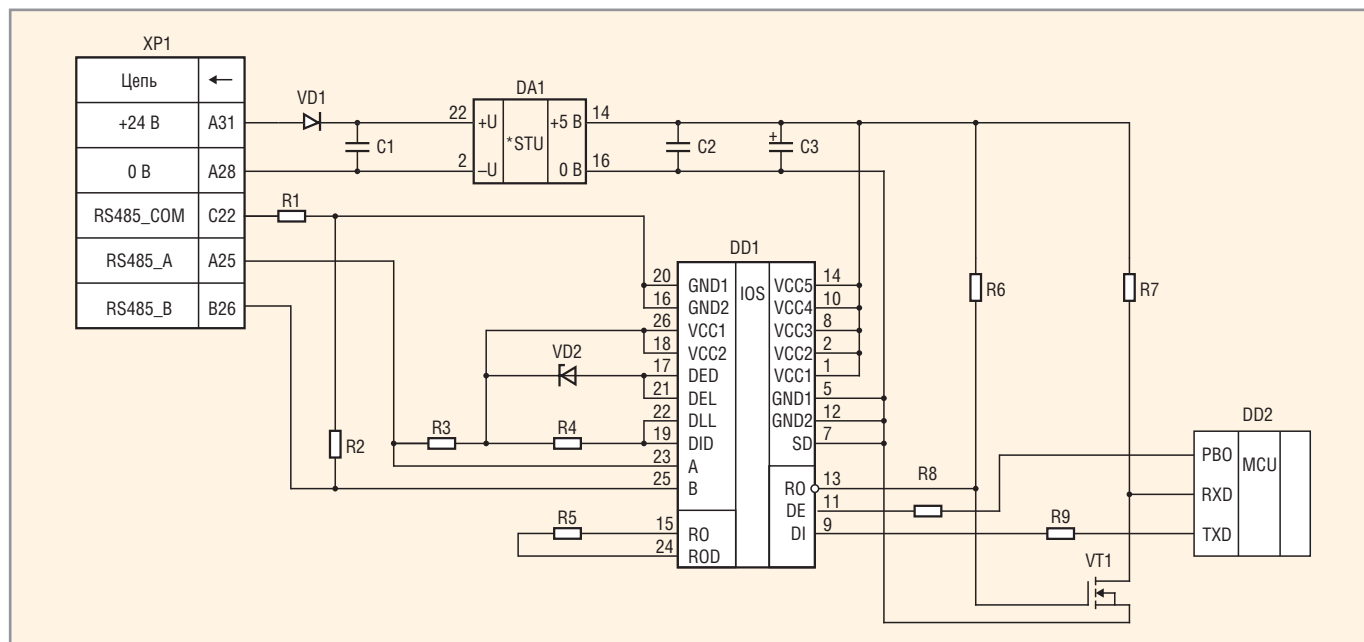 XP1
Цепь
+24 В A31
0 В A28
RS485_COM C22
RS485_A A25
RS485_B B26
VD1
C1
DA1
22 +U *STU +5 В 14
2 –U 0 В 16
C2
+ C3
R1
R2
R3
R4
R5
VD2
DD1
IOS
20 GND1
16 GND2
26 VCC1
18 VCC2
17 DED
21 DEL
22 DLL
19 DID
23 A
25 B
15 RO
24 ROD
VCC5 14
VCC4 10
VCC3 8
VCC2 2
VCC1 1
GND1 5
GND2 12
SD 7
RO 13
DE 11
DI 9
R6
R7
R8
R9
VT1
DD2
MCU
PBO
RXD
TXD